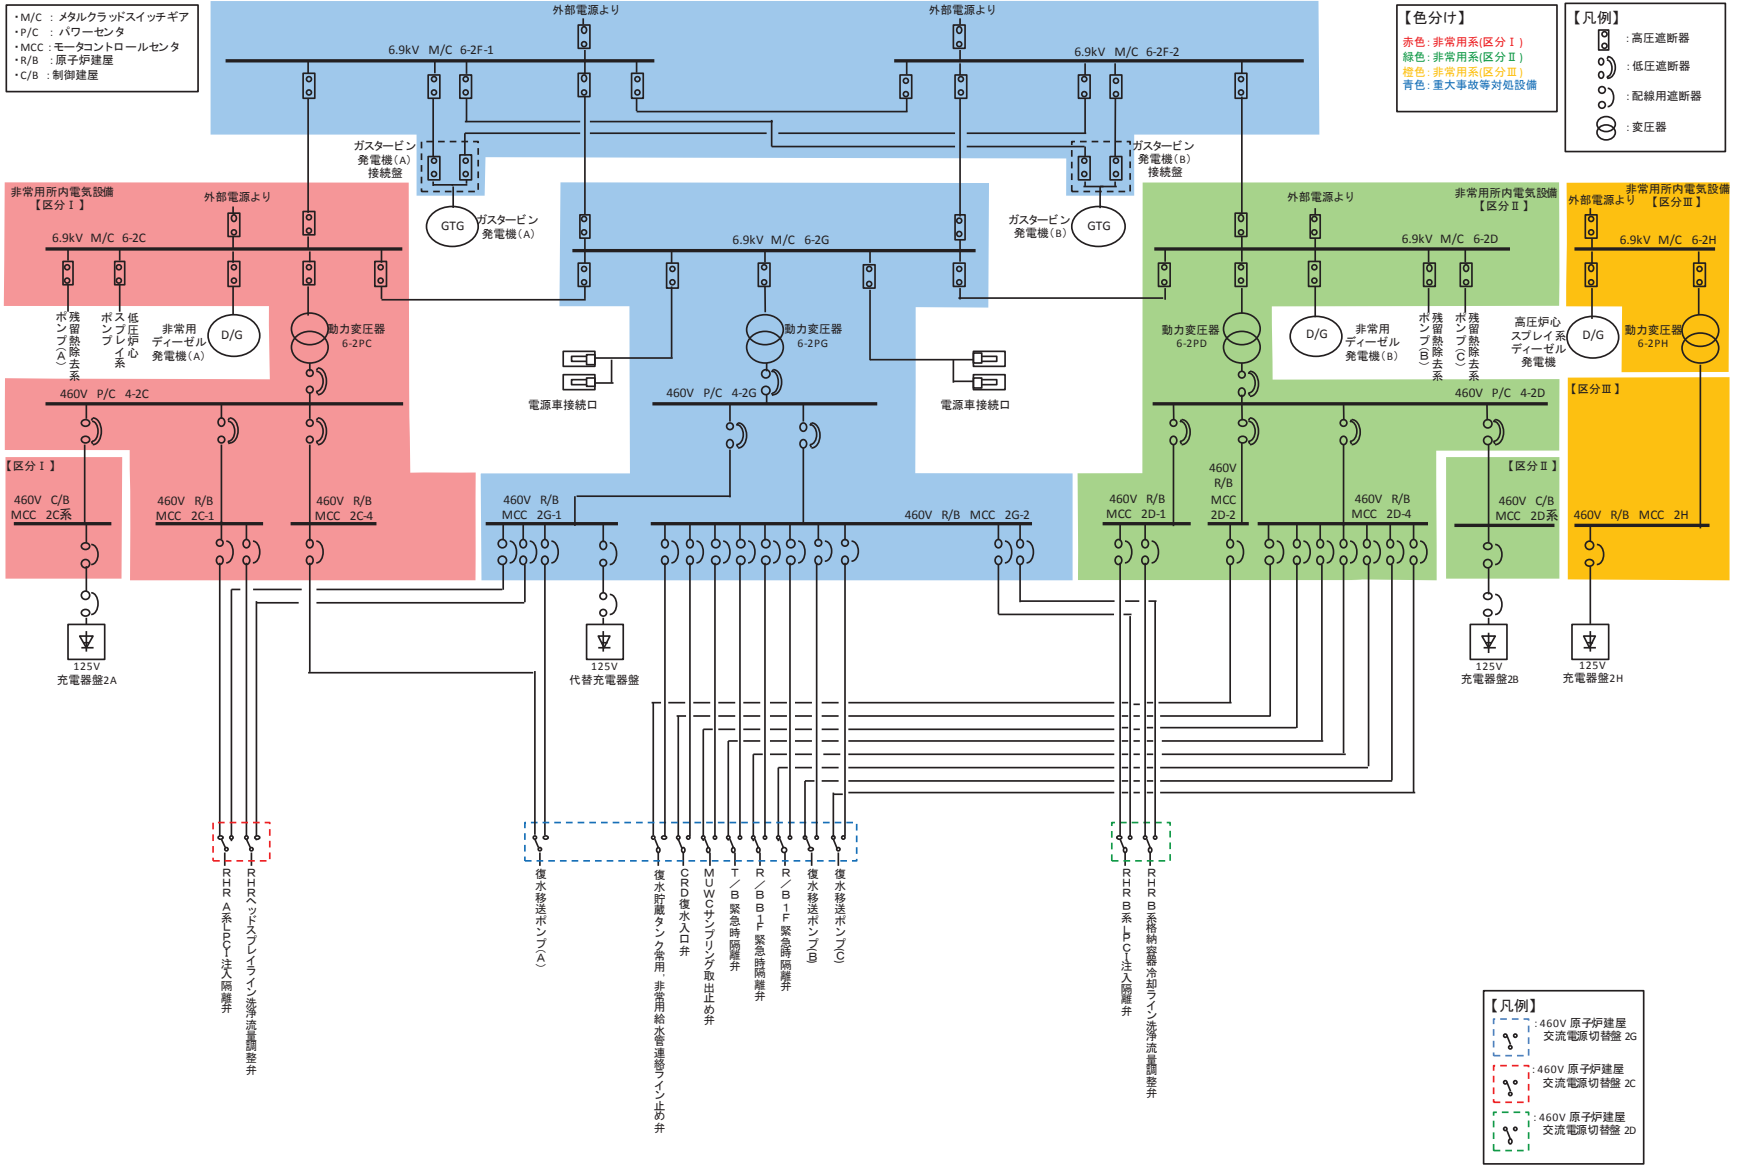 ・M/C ：メタルクラッドスイッチギア
・P/C ：パワーセンタ
・MCC：モータコントロールセンタ
・R/B ：原子炉建屋
・C/B ：制御建屋
外部電源より
外部電源より
6.9kV M/C 6-2F-1
6.9kV M/C 6-2F-2
【色分け】
赤色：非常用系(区分Ⅰ)
緑色：非常用系(区分Ⅱ)
橙色：非常用系(区分Ⅲ)
青色：重大事故等対処設備
【凡例】
：高圧遮断器
：低圧遮断器
：配線用遮断器
：変圧器
ガスタービン
発電機(A)
接続盤
ガスタービン
発電機(B)
接続盤
GTG
ガスタービン
発電機(A)
ガスタービン
発電機(B)
GTG
非常用所内電気設備
【区分Ⅰ】
外部電源より
6.9kV M/C 6-2C
残留熱除去系
ポンプ(A)
低圧炉心
スプレイ系
ポンプ
非常用
ディーゼル
発電機(A)
D/G
動力変圧器
6-2PC
460V P/C 4-2C
【区分Ⅰ】
460V C/B
MCC 2C系
460V R/B
MCC 2C-1
460V R/B
MCC 2C-4
125V
充電器盤2A
6.9kV M/C 6-2G
動力変圧器
6-2PG
電源車接続口
電源車接続口
460V P/C 4-2G
460V R/B
MCC 2G-1
460V R/B MCC 2G-2
125V
代替充電器盤
非常用所内電気設備
【区分Ⅱ】
外部電源より
6.9kV M/C 6-2D
動力変圧器
6-2PD
D/G
非常用
ディーゼル
発電機(B)
残留熱除去系
ポンプ(B)
残留熱除去系
ポンプ(C)
460V P/C 4-2D
460V R/B
MCC 2D-1
460V
R/B
MCC
2D-2
460V R/B
MCC 2D-4
【区分Ⅱ】
460V C/B
MCC 2D系
125V
充電器盤2B
非常用所内電気設備
【区分Ⅲ】
外部電源より
6.9kV M/C 6-2H
高圧炉心
スプレイ系
ディーゼル
発電機
D/G
動力変圧器
6-2PH
【区分Ⅲ】
460V R/B MCC 2H
125V
充電器盤2H
RHR A系LPCI注入隔離弁
RHRヘッドスプレイライン洗浄流量調整弁
復水移送ポンプ(A)
復水貯蔵タンク常用、非常用給水管連絡ライン止め弁
CRD復水入口弁
MUWCサンプリング取出止め弁
T／B 緊急時隔離弁
R／B B1F 緊急時隔離弁
R／B 1F 緊急時隔離弁
復水移送ポンプ(B)
復水移送ポンプ(C)
RHR B系LPCI注入隔離弁
RHR B系格納容器冷却ライン洗浄流量調整弁
【凡例】
：460V 原子炉建屋
交流電源切替盤 2G
：460V 原子炉建屋
交流電源切替盤 2C
：460V 原子炉建屋
交流電源切替盤 2D